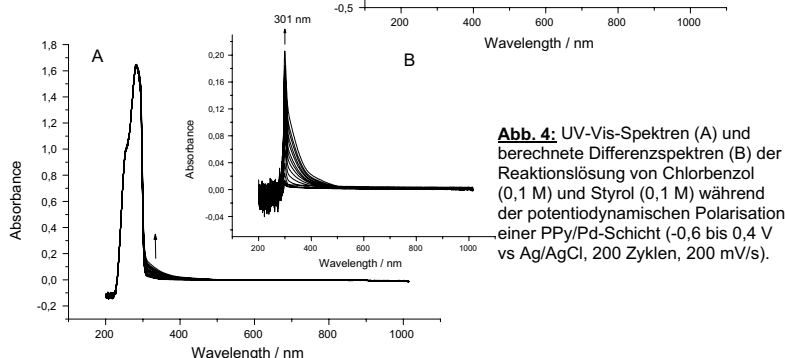 -0,5
200 400 600 800 1000
Wavelength / nm
301 nm
1,8
1,6
1,4
1,2
1,0
0,8
0,6
0,4
0,2
0,0
-0,2
Absorbance
A
200 400 600 800 1000
Wavelength / nm
0,20
0,16
0,12
0,08
0,04
0,00
-0,04
Absorbance
B
200 400 600 800 1000
Wavelength / nm
Abb. 4: UV-Vis-Spektren (A) und
berechnete Differenzspektren (B) der
Reaktionslösung von Chlorbenzol
(0,1 M) und Styrol (0,1 M) während
der potentiodynamischen Polarisation
einer PPy/Pd-Schicht (-0,6 bis 0,4 V
vs Ag/AgCl, 200 Zyklen, 200 mV/s).